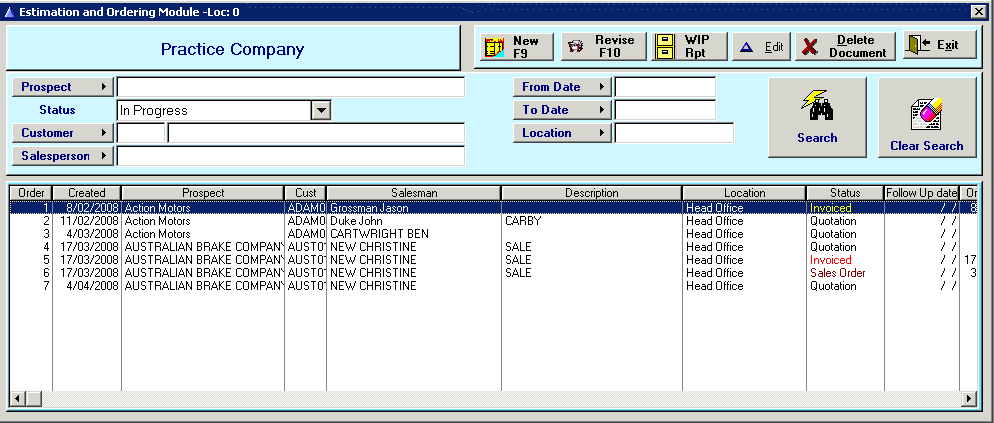 Estimation and Ordering Module -Loc: 0
Practice Company
New F9
Revise F10
WIP Rpt
Edit
Delete Document
Exit
Prospect
From Date
Status In Progress
To Date
Customer
Location
Salesperson
Search
Clear Search
Order Created Prospect Cust Salesman Description Location Status Follow Up date Or
1 8/02/2008 Action Motors ADAM0 Grossman Jason Head Office Invoiced / / 8
2 11/02/2008 Action Motors ADAM0 Duke John CARBY Head Office Quotation / /
3 4/03/2008 Action Motors ADAM0 CARTWRIGHT BEN Head Office Quotation / /
4 17/03/2008 AUSTRALIAN BRAKE COMPANY AUST01 NEW CHRISTINE SALE Head Office Quotation / /
5 17/03/2008 AUSTRALIAN BRAKE COMPANY AUST01 NEW CHRISTINE SALE Head Office Invoiced / / 17
6 17/03/2008 AUSTRALIAN BRAKE COMPANY AUST01 NEW CHRISTINE SALE Head Office Sales Order / / 3
7 4/04/2008 AUSTRALIAN BRAKE COMPANY AUST01 NEW CHRISTINE Head Office Quotation / /